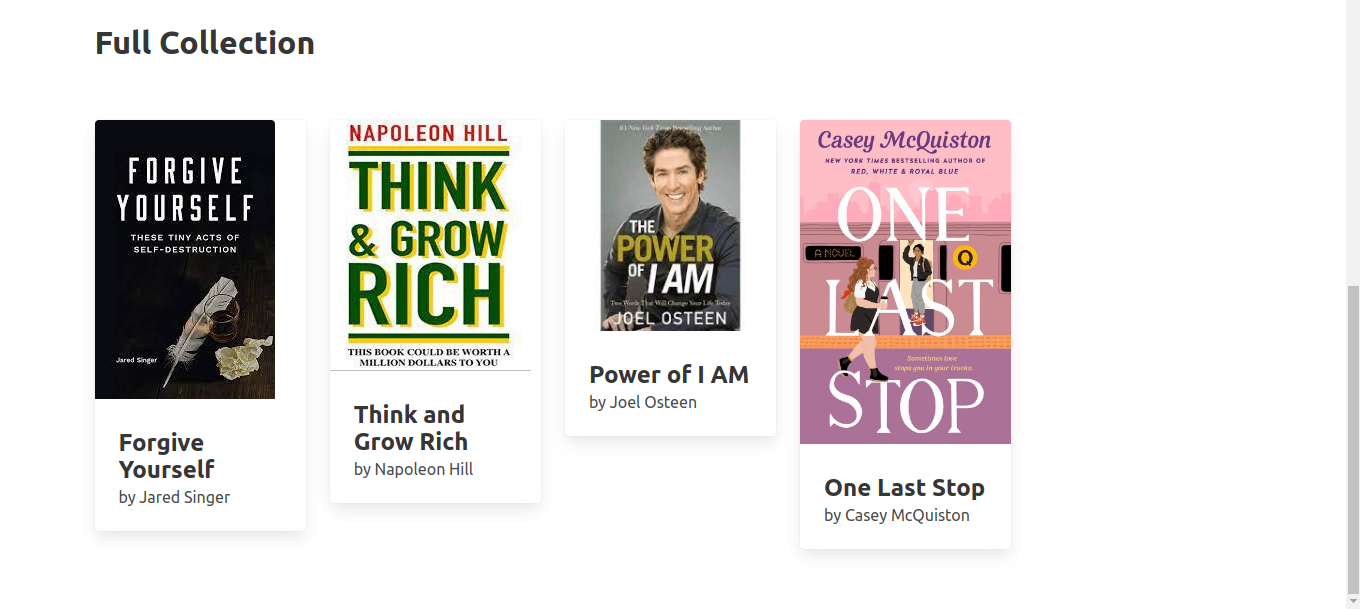 Full Collection
FORGIVE
YOURSELF
THESE TINY ACTS OF
SELF-DESTRUCTION
Jared Singer
Forgive
Yourself
by Jared Singer
NAPOLEON HILL
THINK
& GROW
RICH
THIS BOOK COULD BE WORTH A
MILLION DOLLARS TO YOU
Think and
Grow Rich
by Napoleon Hill
#1 New York Times Bestselling Author
THE
POWER
OF I AM
Two Words That Will Change Your Life Today
JOEL OSTEEN
Power of I AM
by Joel Osteen
Casey McQuiston
NEW YORK TIMES BESTSELLING AUTHOR OF
RED, WHITE & ROYAL BLUE
ONE
A NOVEL
Q
LAST
Sometimes love
stops you in your tracks.
STOP
One Last Stop
by Casey McQuiston